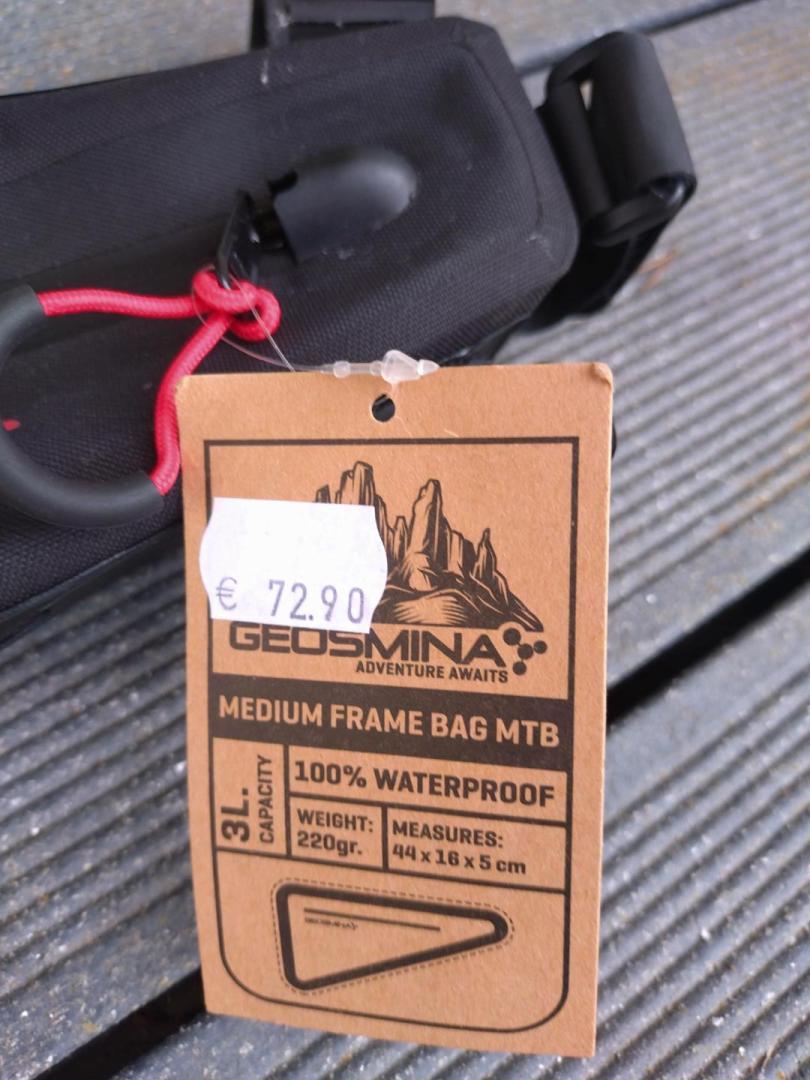 € 72.90
GEOSMINA
ADVENTURE AWAITS
MEDIUM FRAME BAG MTB
3L.
CAPACITY
100% WATERPROOF
WEIGHT:
220gr.
MEASURES:
44 x 16 x 5 cm
GEOSMINA